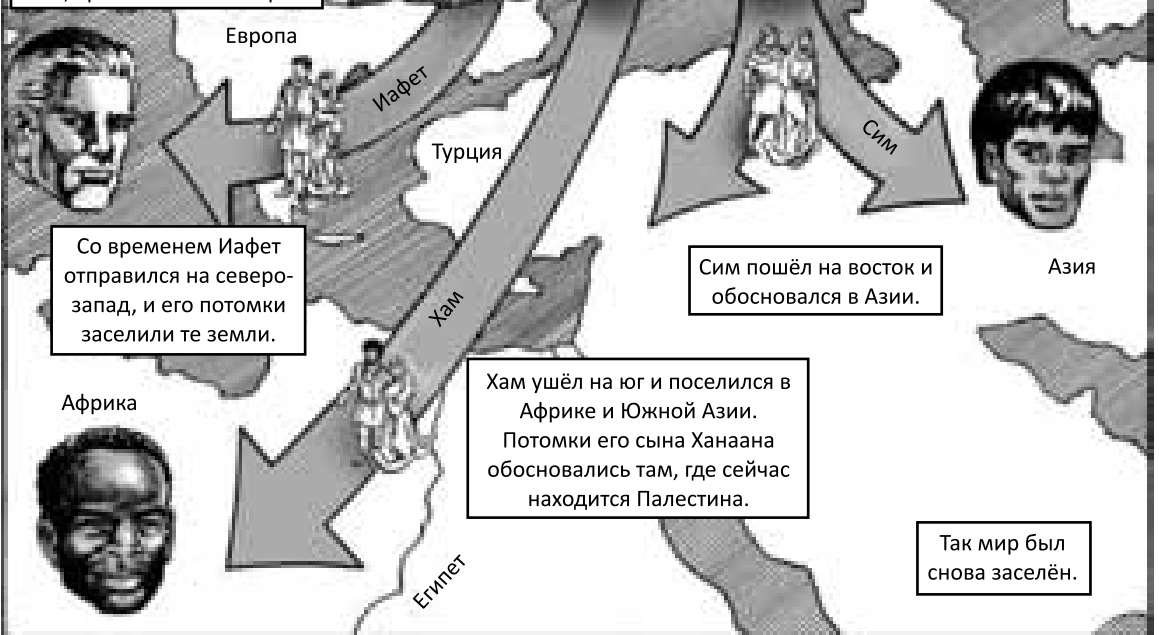 Европа
Иафет
Сим
Турция
Со временем Иафет
отправился на северо-
запад, и его потомки
заселили те земли.
Сим пошёл на восток и
обосновался в Азии.
Азия
Хам
Хам ушёл на юг и поселился в
Африке и Южной Азии.
Потомки его сына Ханаана
обосновались там, где сейчас
находится Палестина.
Африка
Египет
Так мир был
снова заселён.